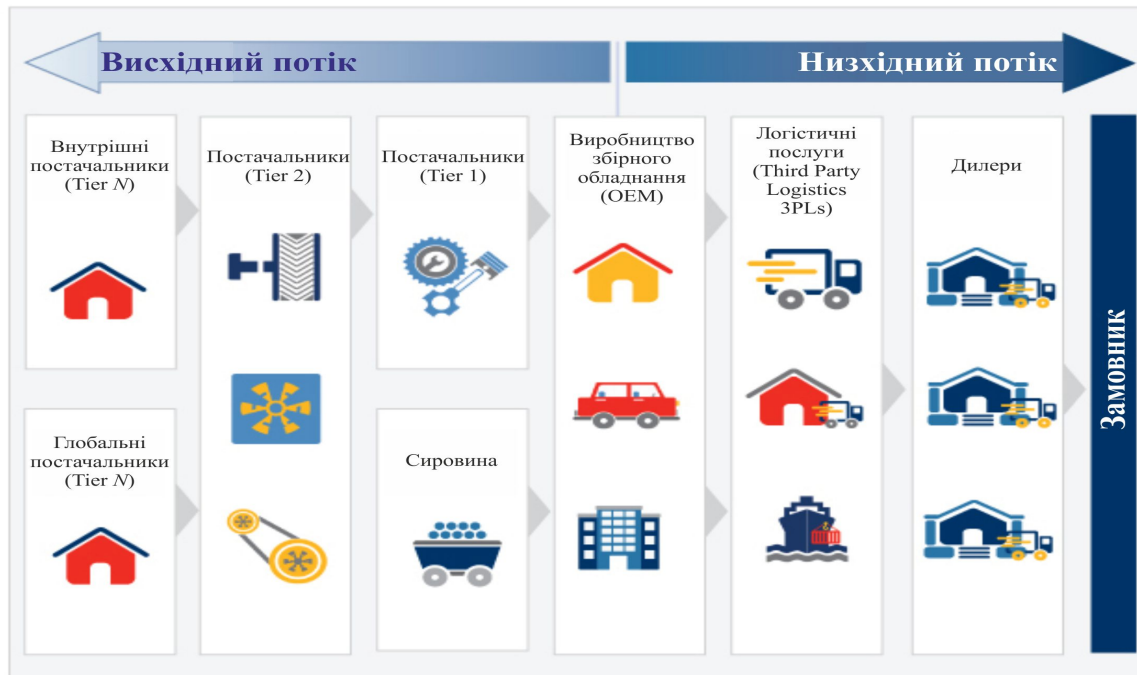 Висхідний потік
Низхідний потік
Внутрішні
постачальники
(Tier N)
Постачальники
(Tier 2)
Постачальники
(Tier 1)
Виробництво
збірного
обладнання
(OEM)
Логістичні
послуги
(Third Party
Logistics
3PLs)
Дилери
Глобальні
постачальники
(Tier N)
Сировина
Замовник